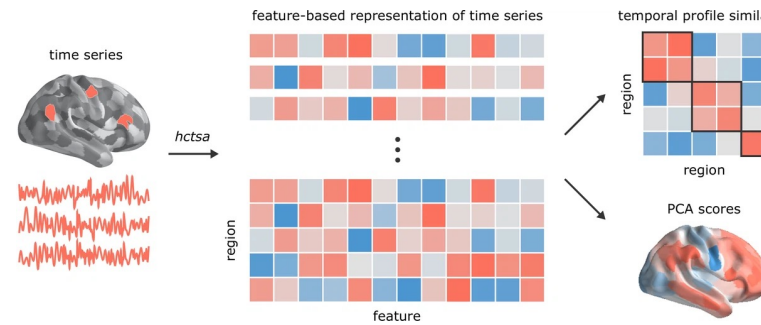 feature-based representation of time series
temporal profile simila
time series
hctsa
region
region
region
feature
PCA scores